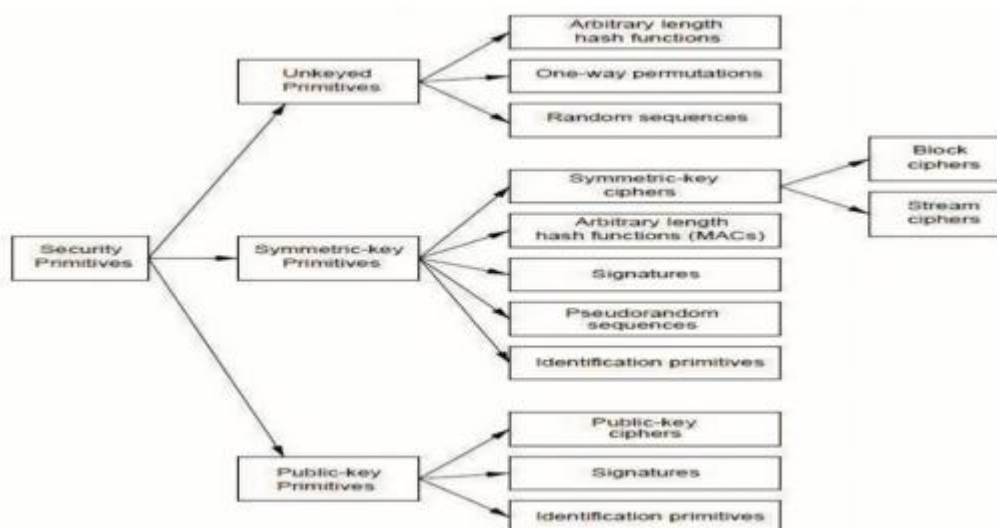 Arbitrary length
hash functions
Unkeyed
Primitives
One-way permutations
Random sequences
Block
ciphers
Symmetric-key
ciphers
Stream
ciphers
Arbitrary length
hash functions (MACs)
Security
Primitives
Symmetric-key
Primitives
Signatures
Pseudorandom
sequences
Identification primitives
Public-key
ciphers
Public-key
Primitives
Signatures
Identification primitives